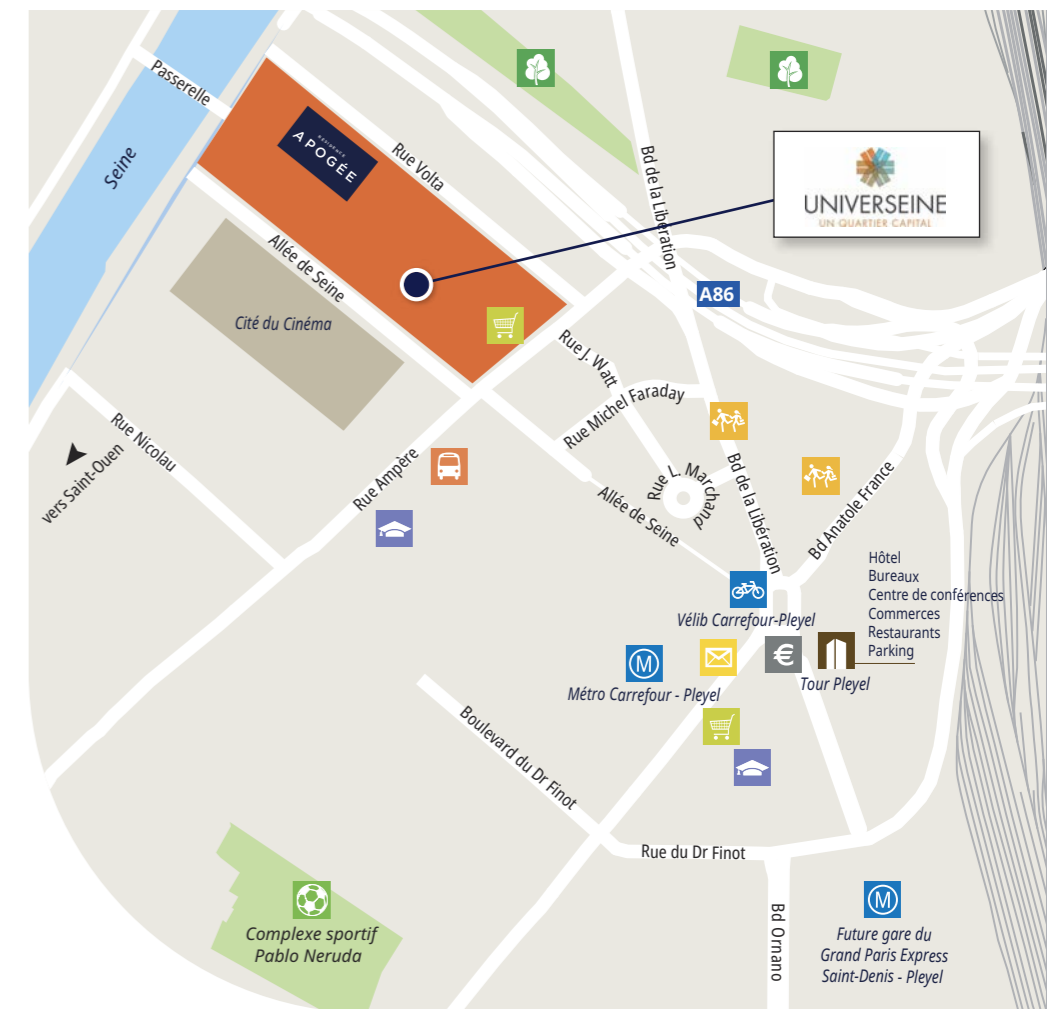 Passerelle
Seine
RÉSIDENCE
APOGÉE
Rue Volta
Bd de la Libération
UNIVERSEINE
UN QUARTIER CAPITAL
Allée de Seine
A86
Cité du Cinéma
Rue J. Watt
Rue Michel Faraday
Rue Nicolau
vers Saint-Ouen
Rue Ampère
Rue L. Marchand
Allée de Seine
Bd de la Libération
Bd Anatole France
Hôtel
Bureaux
Centre de conférences
Commerces
Restaurants
Parking
Vélib Carrefour-Pleyel
€
M
Métro Carrefour - Pleyel
Tour Pleyel
Boulevard du Dr Finot
Rue du Dr Finot
M
Complexe sportif
Pablo Neruda
Bd Ornano
Future gare du
Grand Paris Express
Saint-Denis - Pleyel